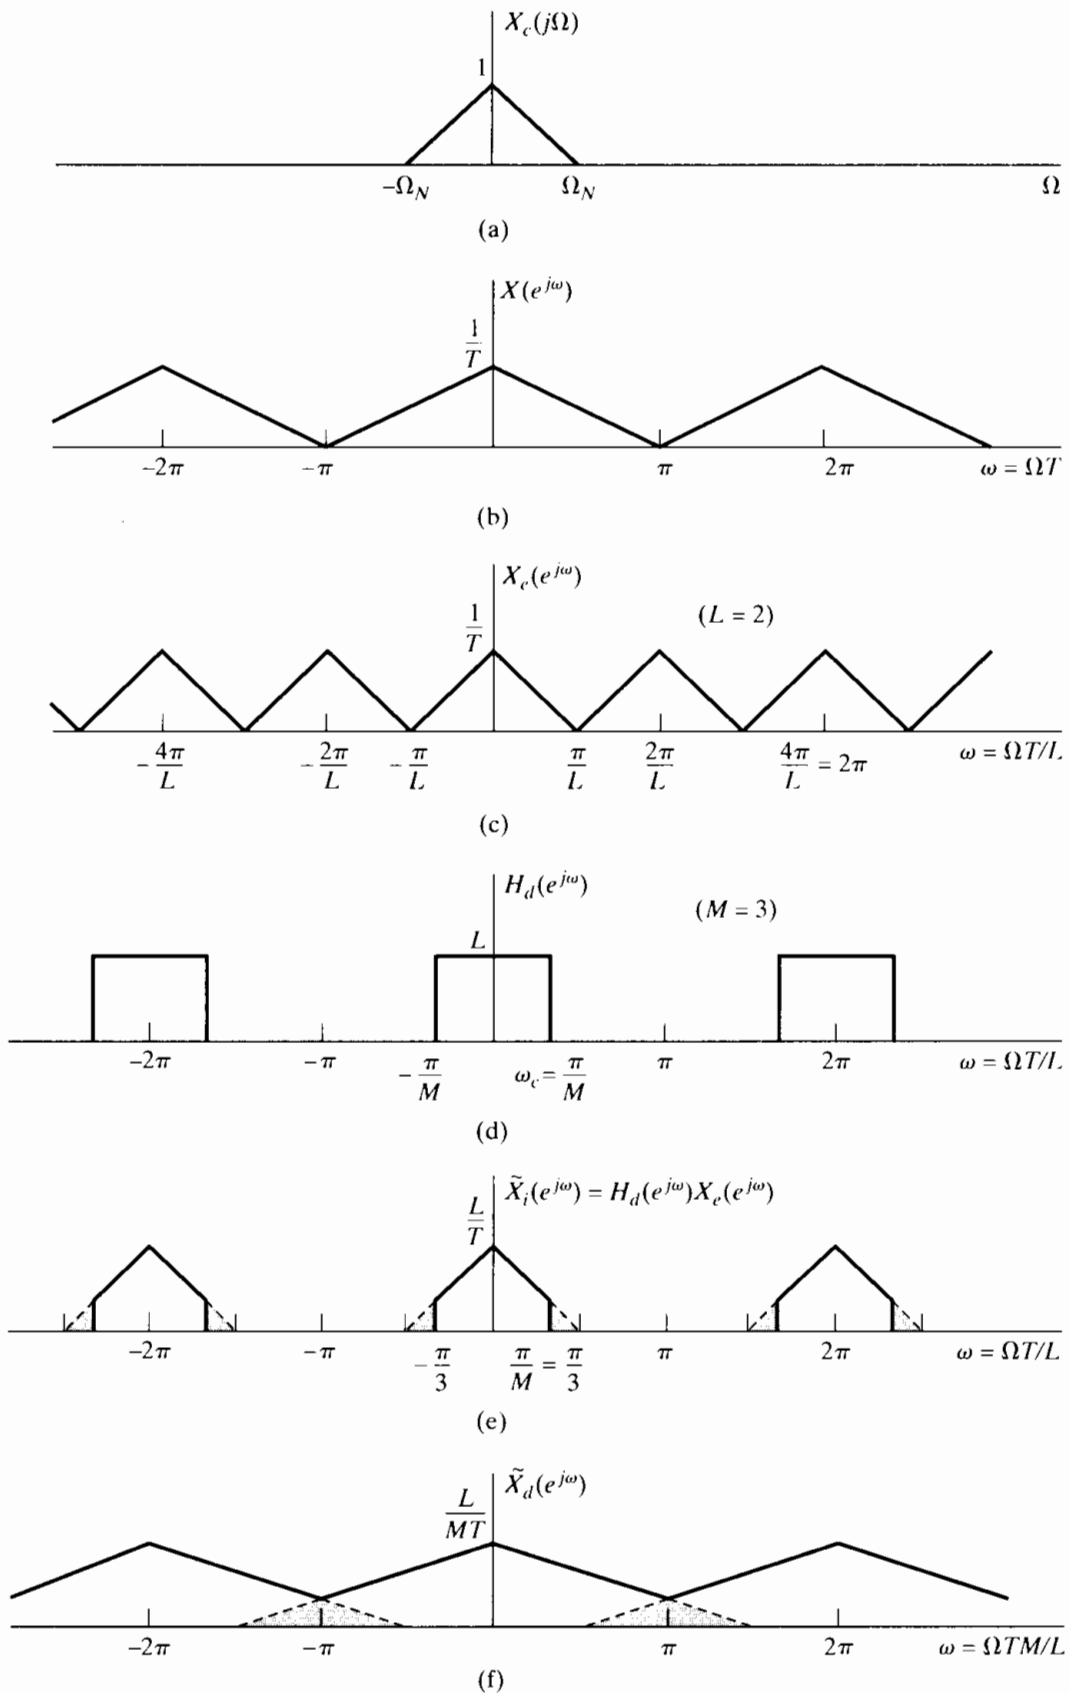 X_c(jΩ)
1
−Ω_N Ω_N Ω
(a)
X(e^{jω})
1/T
−2π −π π 2π ω = ΩT
(b)
X_e(e^{jω})
1/T (L = 2)
−4π/L −2π/L −π/L π/L 2π/L 4π/L = 2π ω = ΩT/L
(c)
H_d(e^{jω})
(M = 3)
L
−2π −π −π/M ω_c = π/M π 2π ω = ΩT/L
(d)
X̃_i(e^{jω}) = H_d(e^{jω})X_e(e^{jω})
L/T
−2π −π −π/3 π/M = π/3 π 2π ω = ΩT/L
(e)
X̃_d(e^{jω})
L/MT
−2π −π π 2π ω = ΩTM/L
(f)